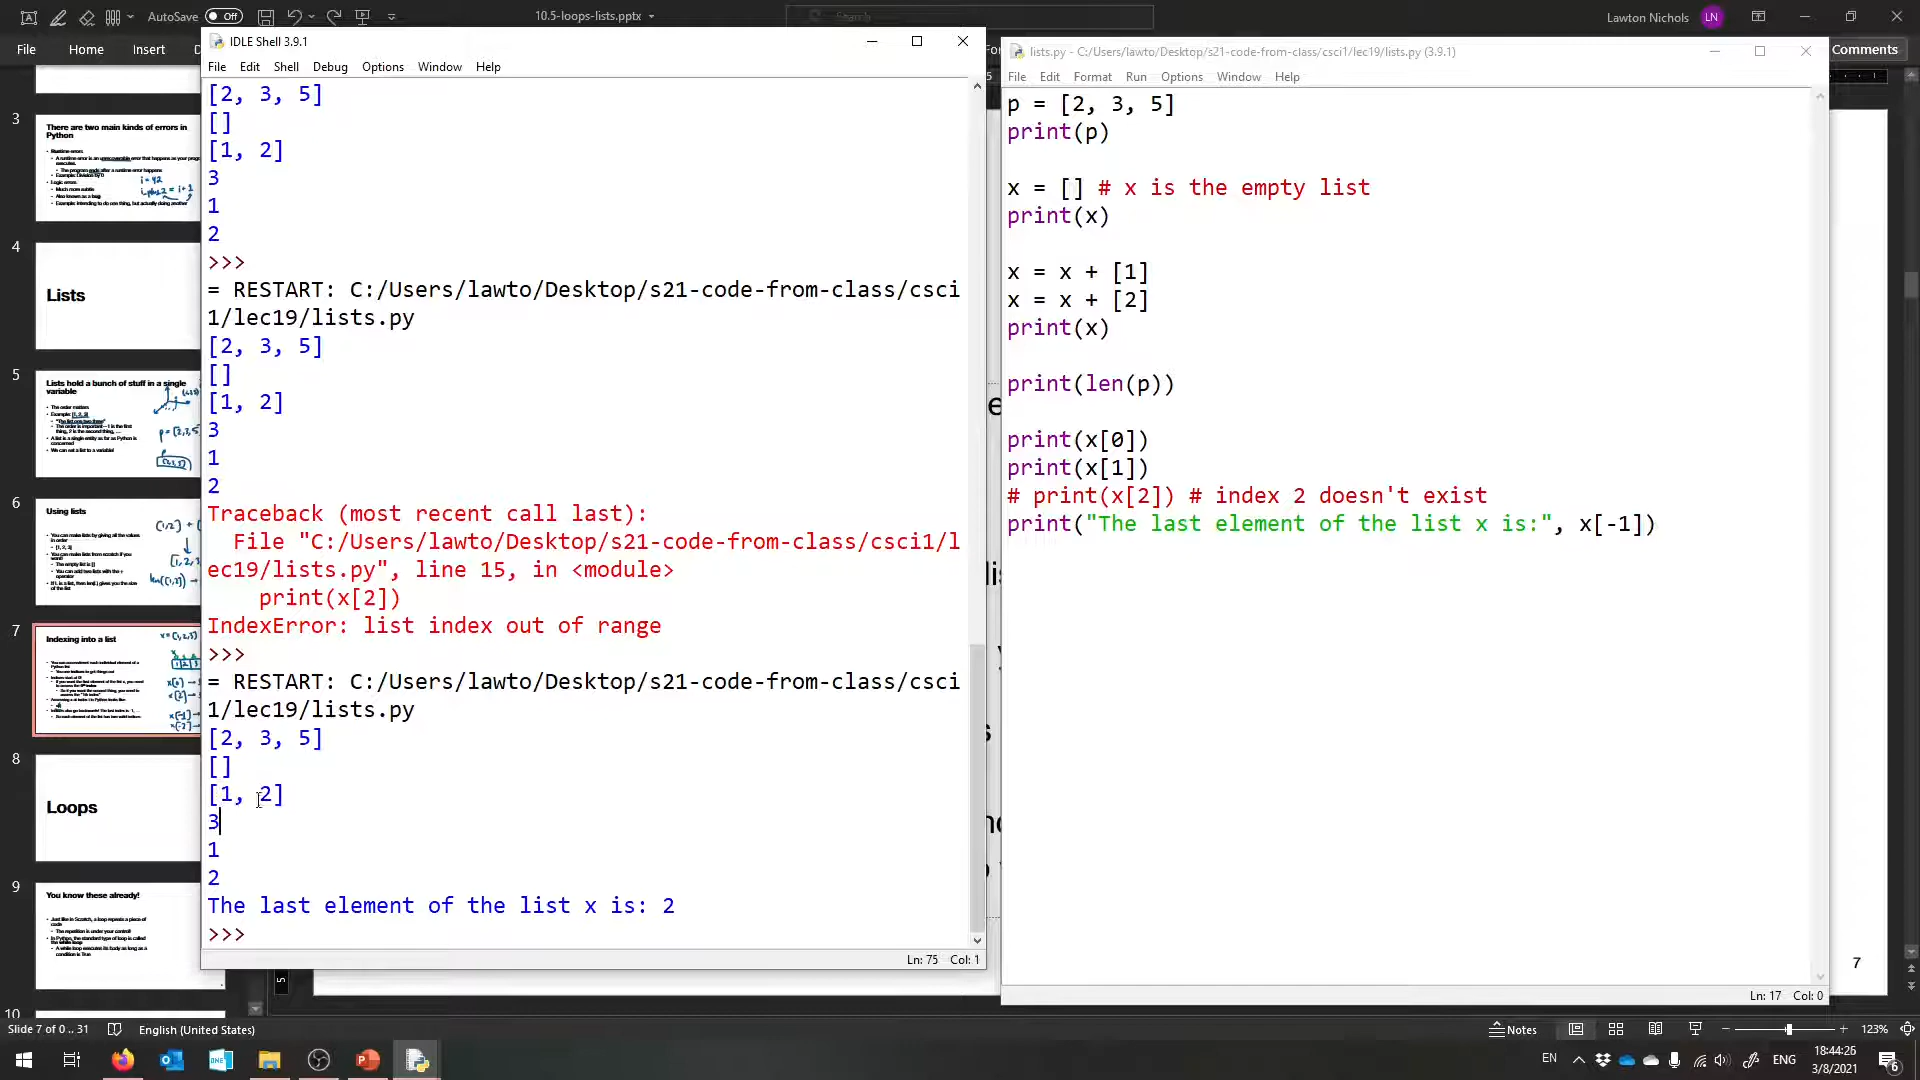 AutoSave Off
10.5-loops-lists.pptx
Search
Lawton Nichols LN
File Home Insert
Comments
3
There are two main kinds of errors in
Python
4
Lists
5
Lists hold a bunch of stuff in a single
variable
6
Using lists
7
Indexing into a list
8
Loops
9
You know these already!
10
IDLE Shell 3.9.1
File Edit Shell Debug Options Window Help
[2, 3, 5]
[]
[1, 2]
3
1
2
>>>
= RESTART: C:/Users/lawto/Desktop/s21-code-from-class/csci
1/lec19/lists.py
[2, 3, 5]
[]
[1, 2]
3
1
2
Traceback (most recent call last):
  File "C:/Users/lawto/Desktop/s21-code-from-class/csci1/l
ec19/lists.py", line 15, in <module>
    print(x[2])
IndexError: list index out of range
>>>
= RESTART: C:/Users/lawto/Desktop/s21-code-from-class/csci
1/lec19/lists.py
[2, 3, 5]
[]
[1, 2]
3
1
2
The last element of the list x is: 2
>>>
Ln: 75 Col: 1
lists.py - C:/Users/lawto/Desktop/s21-code-from-class/csci1/lec19/lists.py (3.9.1)
File Edit Format Run Options Window Help
p = [2, 3, 5]
print(p)
x = [] # x is the empty list
print(x)
x = x + [1]
x = x + [2]
print(x)
print(len(p))
print(x[0])
print(x[1])
# print(x[2]) # index 2 doesn't exist
print("The last element of the list x is:", x[-1])
Ln: 17 Col: 0
7
Slide 7 of 0 .. 31 English (United States)
Notes
123%
EN
ENG
18:44:26
3/8/2021
6